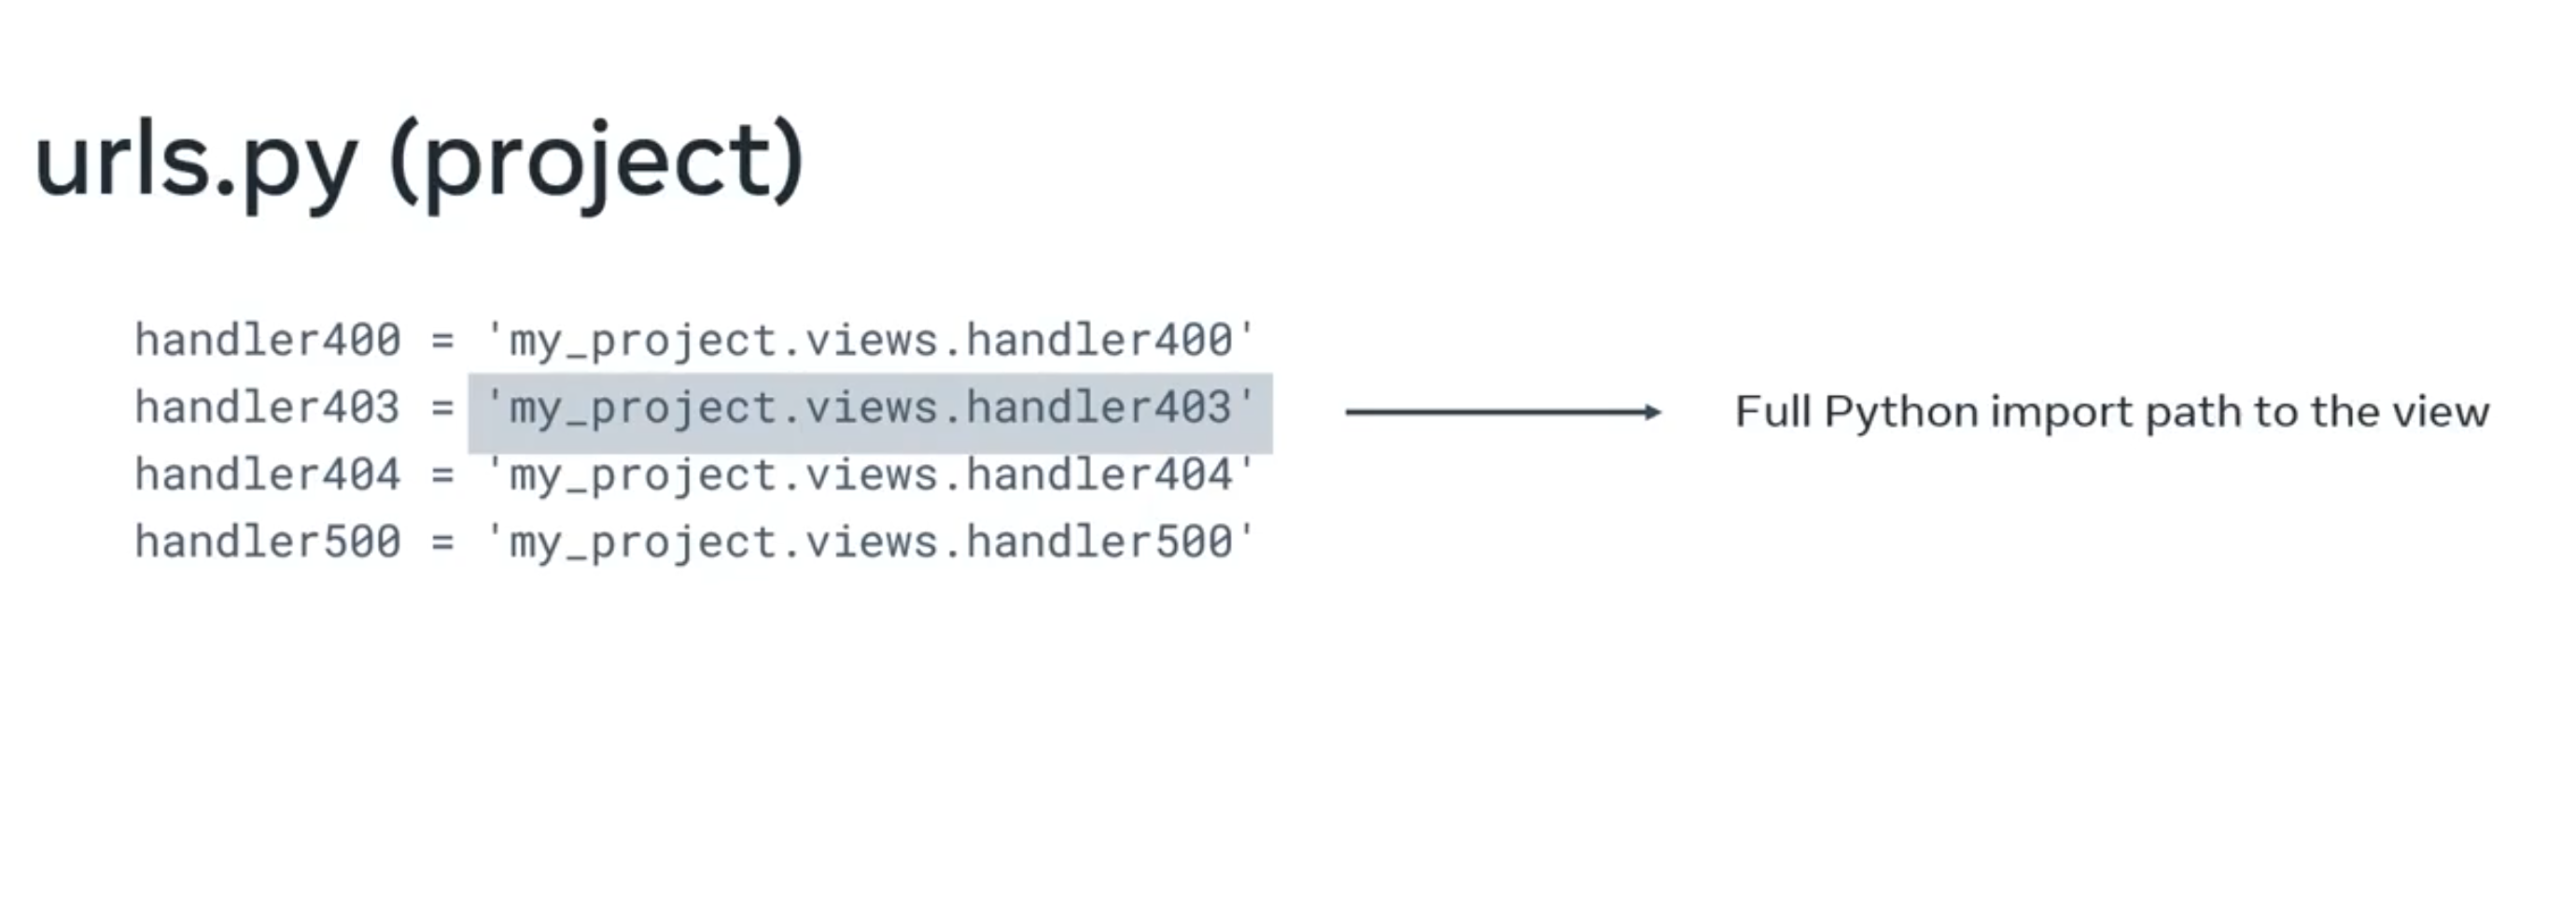 urls.py (project)
handler400 = 'my_project.views.handler400'
handler403 = 'my_project.views.handler403'
Full Python import path to the view
handler404 = 'my_project.views.handler404'
handler500 = 'my_project.views.handler500'